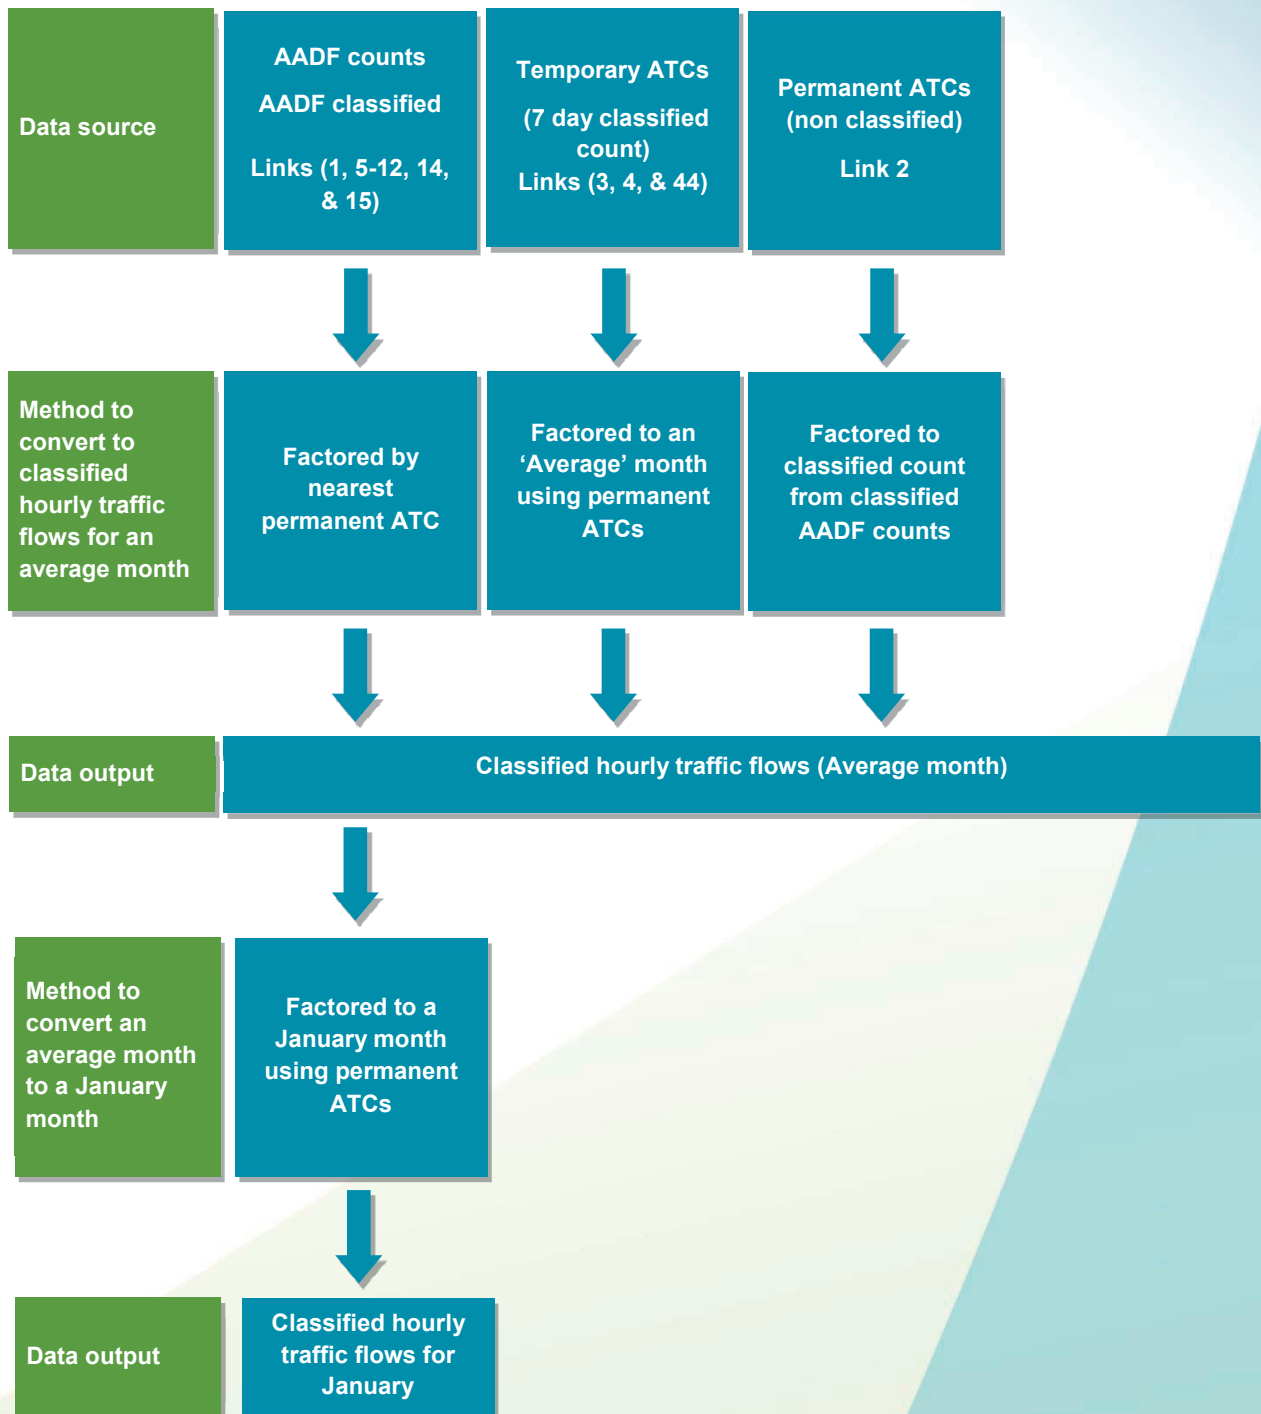 Data source
AADF counts
AADF classified
Links (1, 5-12, 14,
& 15)
Temporary ATCs
(7 day classified
count)
Links (3, 4, & 44)
Permanent ATCs
(non classified)
Link 2
Method to
convert to
classified
hourly traffic
flows for an
average month
Factored by
nearest
permanent ATC
Factored to an
‘Average’ month
using permanent
ATCs
Factored to
classified count
from classified
AADF counts
Data output
Classified hourly traffic flows (Average month)
Method to
convert an
average month
to a January
month
Factored to a
January month
using permanent
ATCs
Data output
Classified hourly
traffic flows for
January